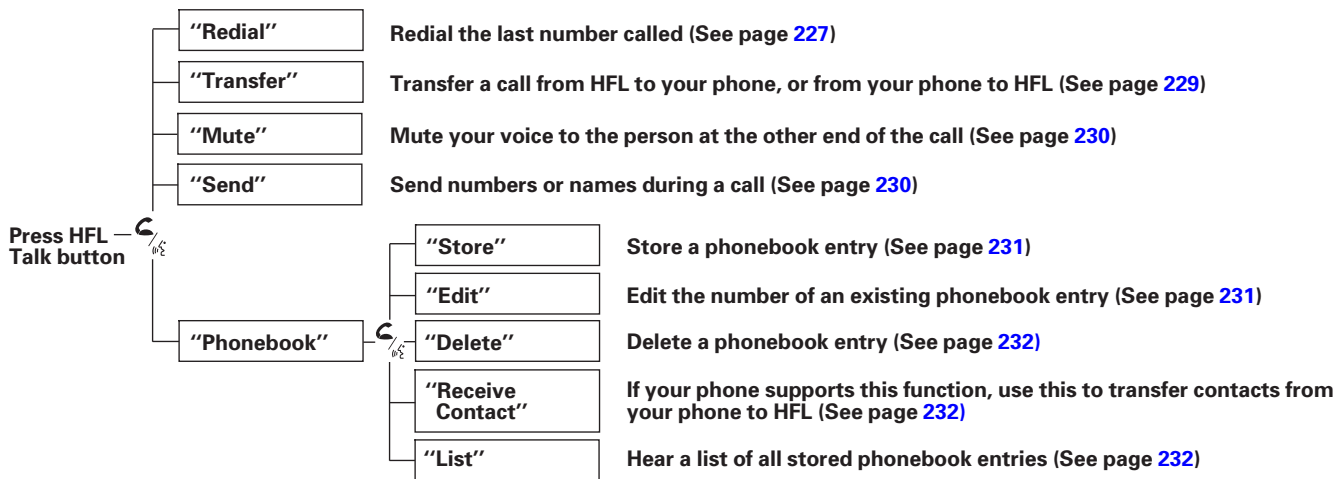 "Redial" Redial the last number called (See page 227)
"Transfer" Transfer a call from HFL to your phone, or from your phone to HFL (See page 229)
"Mute" Mute your voice to the person at the other end of the call (See page 230)
"Send" Send numbers or names during a call (See page 230)
Press HFL
Talk button
"Phonebook"
"Store" Store a phonebook entry (See page 231)
"Edit" Edit the number of an existing phonebook entry (See page 231)
"Delete" Delete a phonebook entry (See page 232)
"Receive
Contact"
If your phone supports this function, use this to transfer contacts from
your phone to HFL (See page 232)
"List" Hear a list of all stored phonebook entries (See page 232)